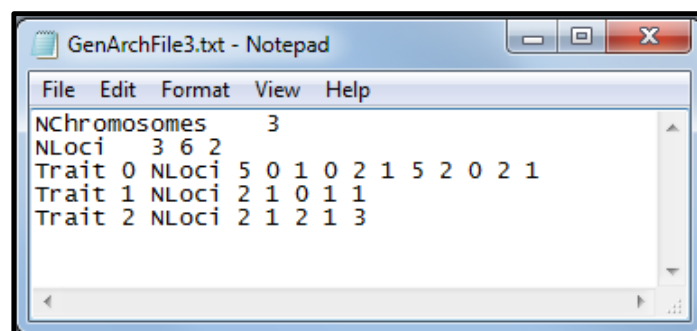 GenArchFile3.txt - Notepad
File Edit Format View Help
NChromosomes 3
NLoci 3 6 2
Trait 0 NLoci 5 0 1 0 2 1 5 2 0 2 1
Trait 1 NLoci 2 1 0 1 1
Trait 2 NLoci 2 1 2 1 3